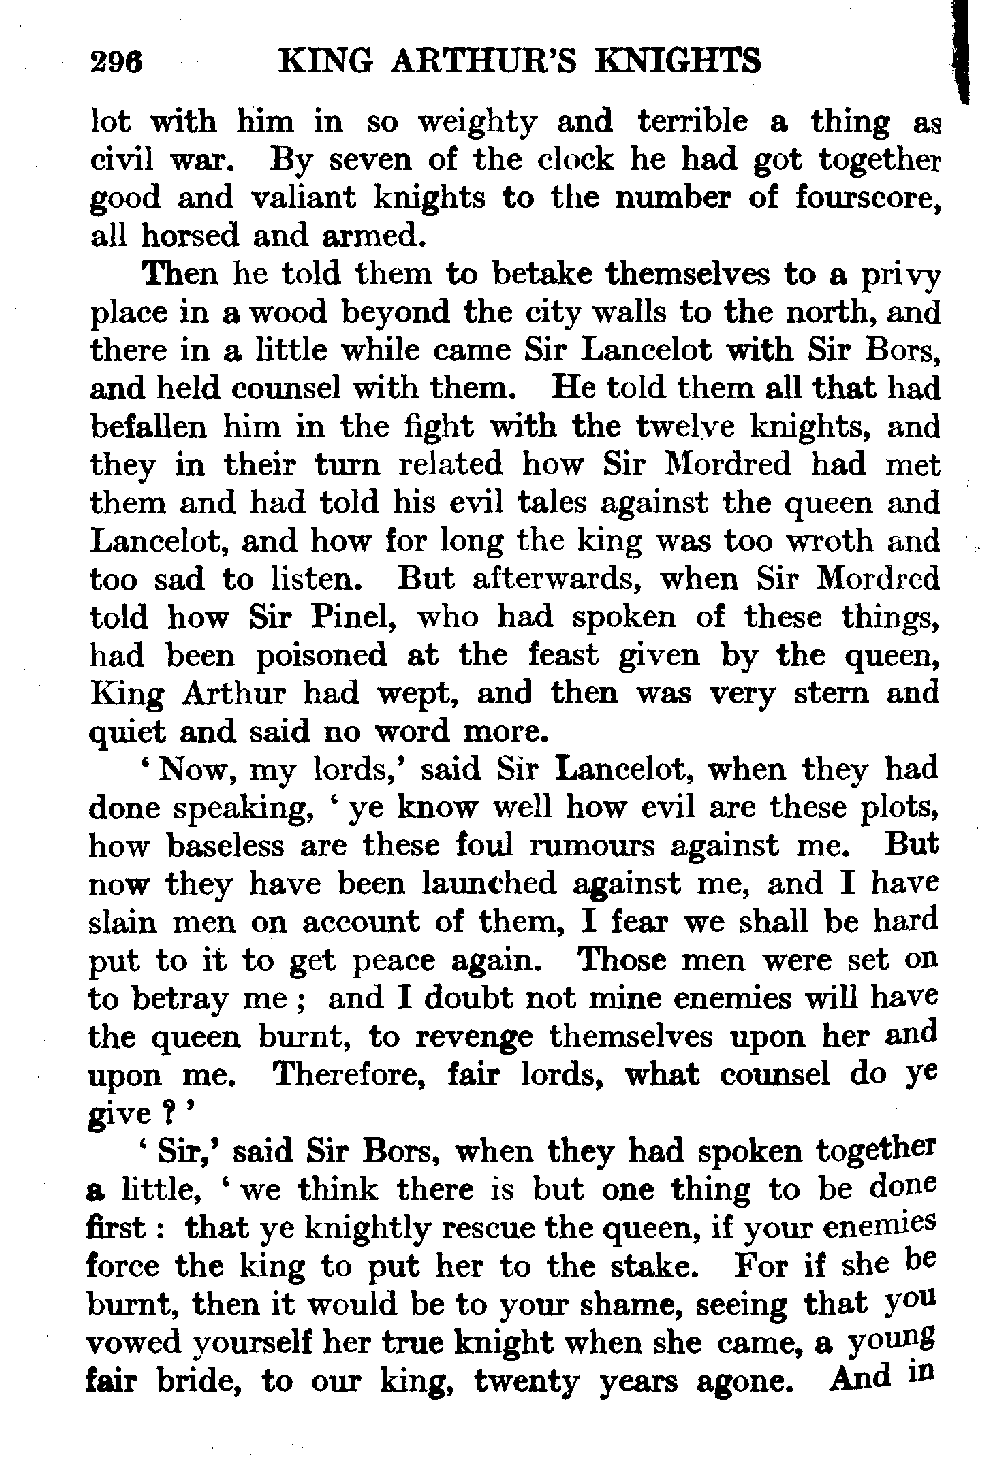 296 KING ARTHUR'S KNIGHTS
lot with him in so weighty and terrible a thing as
civil war. By seven of the clock he had got together
good and valiant knights to the number of fourscore,
all horsed and armed.
Then he told them to betake themselves to a privy
place in a wood beyond the city walls to the north, and
there in a little while came Sir Lancelot with Sir Bors,
and held counsel with them. He told them all that had
befallen him in the fight with the twelve knights, and
they in their turn related how Sir Mordred had met
them and had told his evil tales against the queen and
Lancelot, and how for long the king was too wroth and
too sad to listen. But afterwards, when Sir Mordred
told how Sir Pinel, who had spoken of these things,
had been poisoned at the feast given by the queen,
King Arthur had wept, and then was very stern and
quiet and said no word more.
‘ Now, my lords,’ said Sir Lancelot, when they had
done speaking, ‘ ye know well how evil are these plots,
how baseless are these foul rumours against me. But
now they have been launched against me, and I have
slain men on account of them, I fear we shall be hard
put to it to get peace again. Those men were set on
to betray me ; and I doubt not mine enemies will have
the queen burnt, to revenge themselves upon her and
upon me. Therefore, fair lords, what counsel do ye
give ? ’
‘ Sir,’ said Sir Bors, when they had spoken together
a little, ‘ we think there is but one thing to be done
first : that ye knightly rescue the queen, if your enemies
force the king to put her to the stake. For if she be
burnt, then it would be to your shame, seeing that you
vowed yourself her true knight when she came, a young
fair bride, to our king, twenty years agone. And in